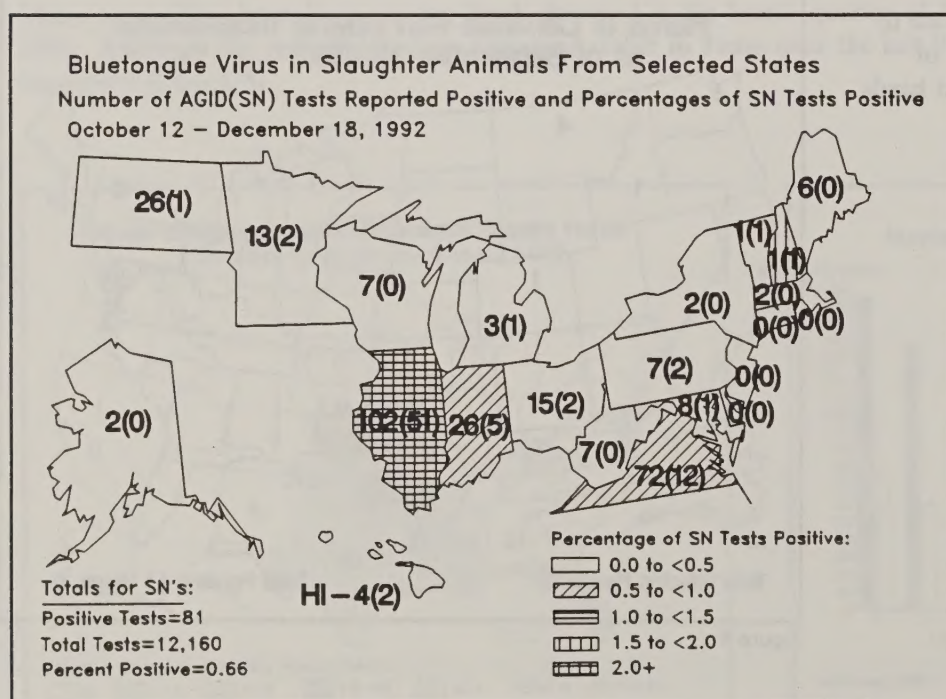 Bluetongue Virus in Slaughter Animals From Selected States
Number of AGID(SN) Tests Reported Positive and Percentages of SN Tests Positive
October 12 – December 18, 1992
26(1)
13(2)
7(0)
3(1)
6(0)
1(1)
1(1)
2(0)
2(0)
0(0)
0(0)
102(51)
26(5)
15(2)
7(2)
0(0)
8(1)
0(0)
7(0)
72(12)
2(0)
HI–4(2)
Percentage of SN Tests Positive:
0.0 to <0.5
0.5 to <1.0
1.0 to <1.5
1.5 to <2.0
2.0+
Totals for SN's:
Positive Tests=81
Total Tests=12,160
Percent Positive=0.66